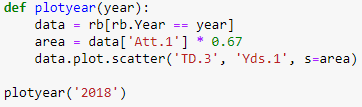 def plotyear(year):
    data = rb[rb.Year == year]
    area = data['Att.1'] * 0.67
    data.plot.scatter('TD.3', 'Yds.1', s=area)

plotyear('2018')